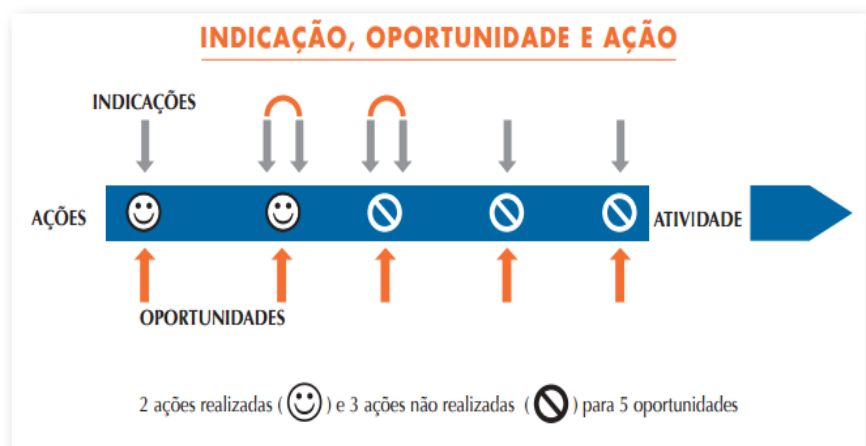 INDICAÇÃO, OPORTUNIDADE E AÇÃO
INDICAÇÕES
AÇÕES
ATIVIDADE
OPORTUNIDADES
2 ações realizadas ( ) e 3 ações não realizadas ( ) para 5 oportunidades